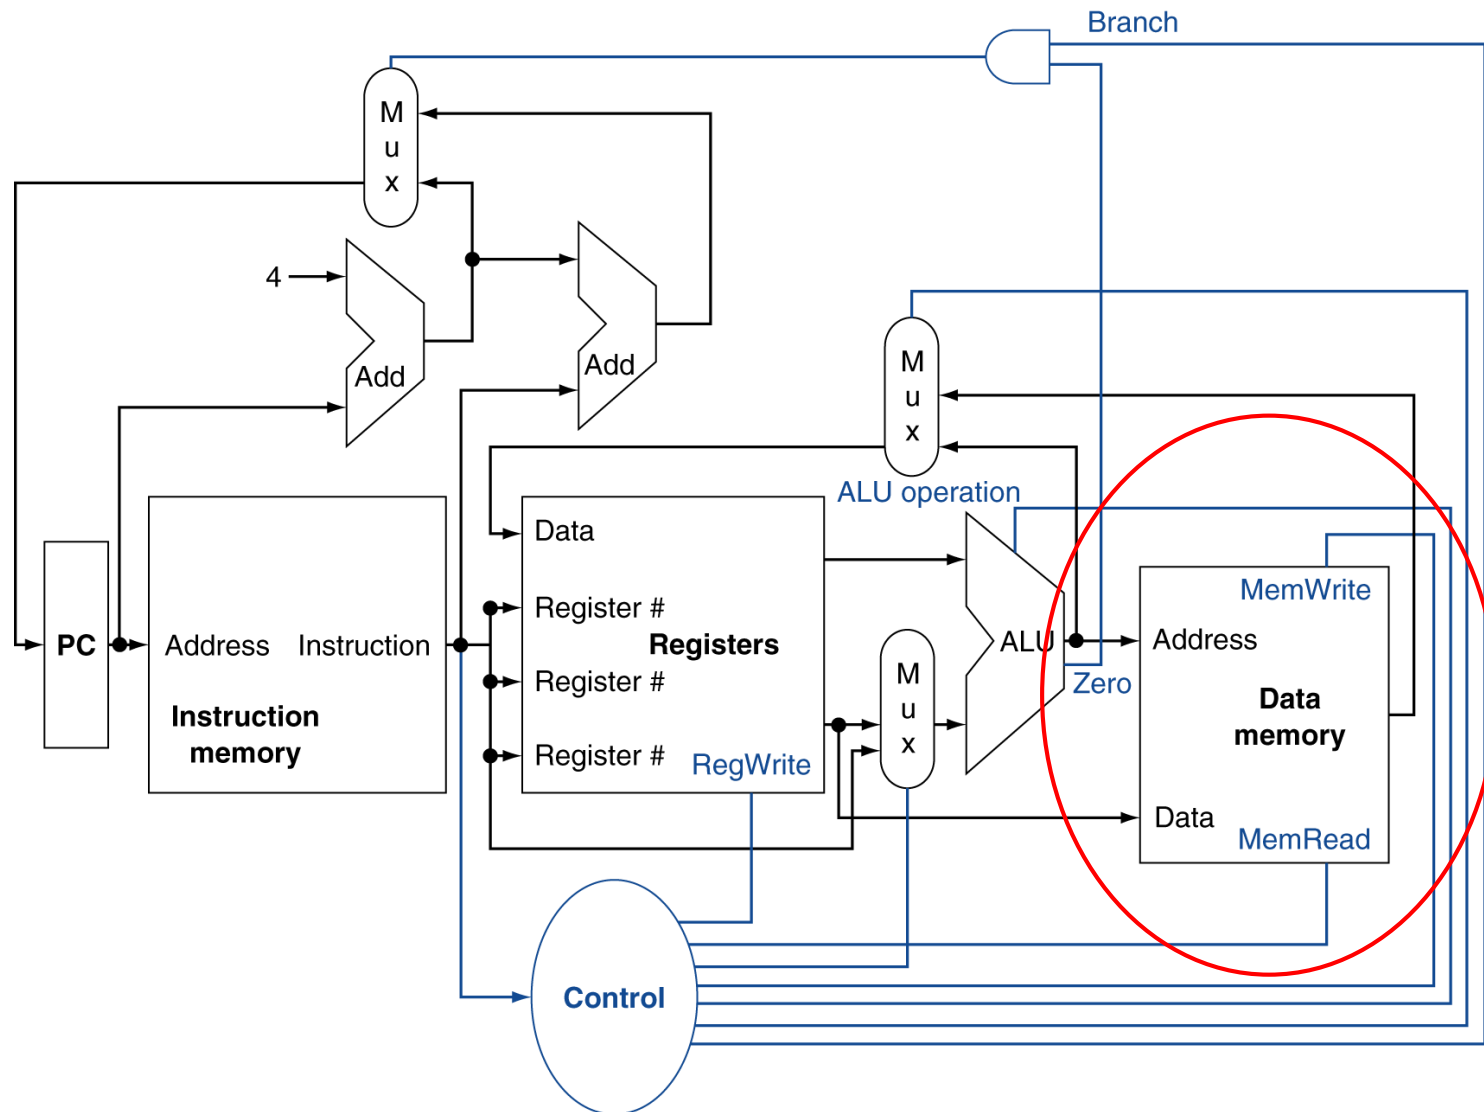 Branch
M
u
x
4
Add
Add
M
u
x
ALU operation
Data
Register #
Registers
Register #
Register #
RegWrite
PC
Address Instruction
Instruction
memory
M
u
x
ALU
Zero
MemWrite
Address
Data
memory
Data
MemRead
Control